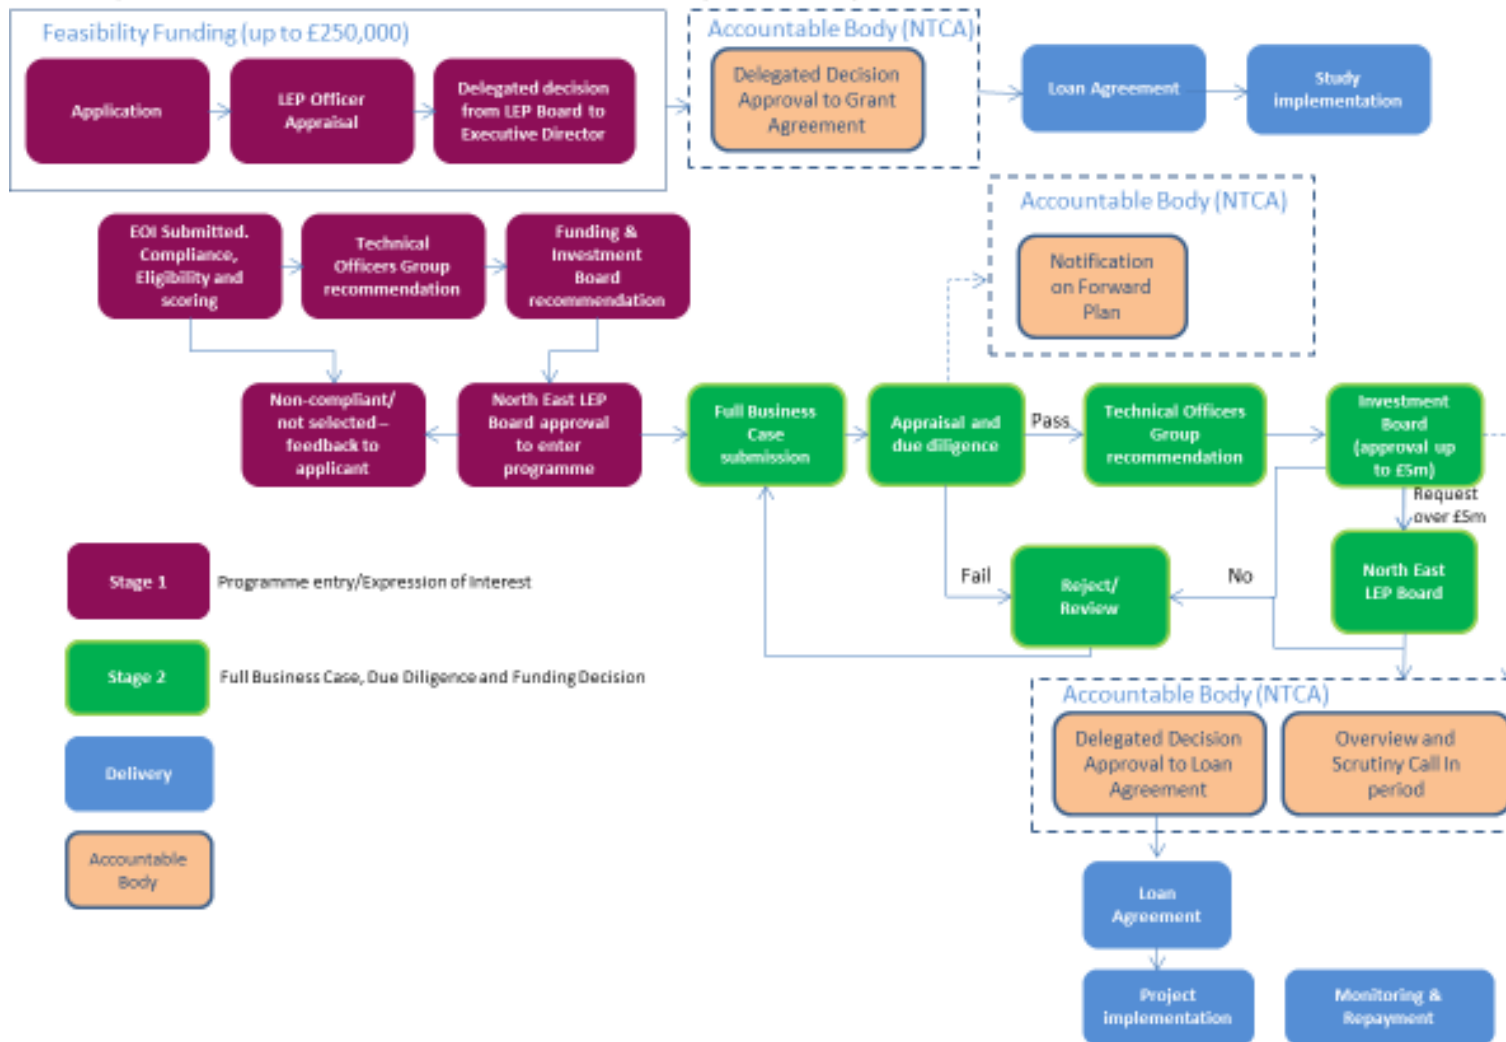 Feasibility Funding (up to £250,000)
Application
LEP Officer
Appraisal
Delegated decision
from LEP Board to
Executive Director
Accountable Body (NTCA)
Delegated Decision
Approval to Grant
Agreement
Loan Agreement
Study
implementation
EOI Submitted.
Compliance,
Eligibility and
scoring
Technical
Officers Group
recommendation
Funding &
Investment
Board
recommendation
Accountable Body (NTCA)
Notification
on Forward
Plan
Non-compliant/
not selected –
feedback to
applicant
North East LEP
Board approval
to enter
programme
Full Business
Case
submission
Appraisal and
due diligence
Pass
Technical Officers
Group
recommendation
Investment
Board
(approval up
to £5m)
Request
over £5m
Fail
Reject/
Review
No
North East
LEP Board
Stage 1
Programme entry/Expression of Interest
Stage 2
Full Business Case, Due Diligence and Funding Decision
Delivery
Accountable
Body
Accountable Body (NTCA)
Delegated Decision
Approval to Loan
Agreement
Overview and
Scrutiny Call In
period
Loan
Agreement
Project
implementation
Monitoring &
Repayment